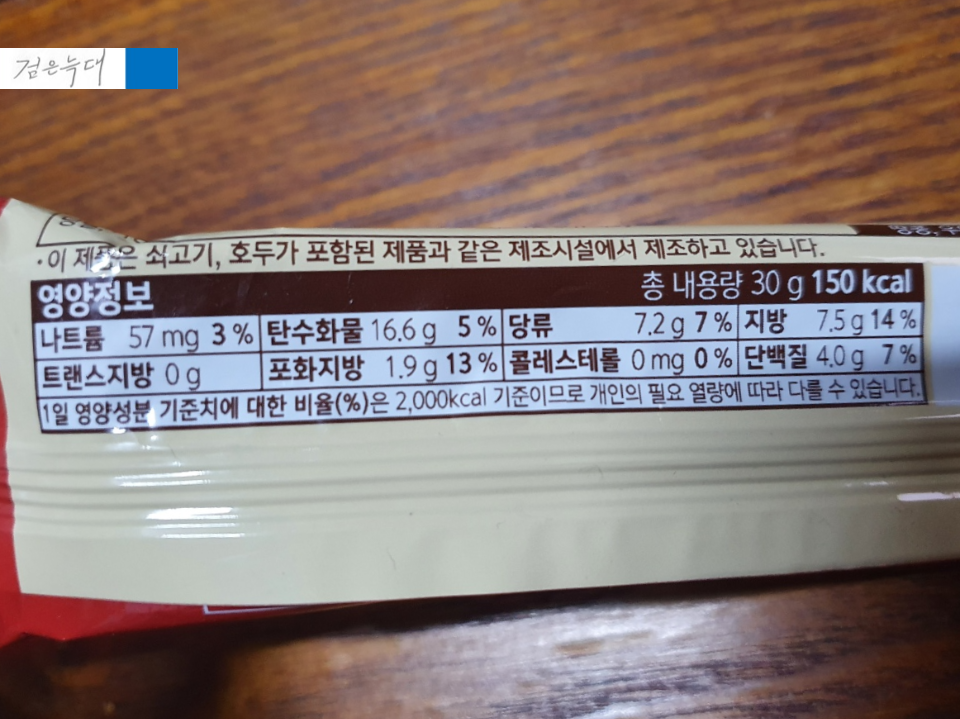 검은늑대
·이 제품은 쇠고기, 호두가 포함된 제품과 같은 제조시설에서 제조하고 있습니다.
영양정보 총 내용량 30 g 150 kcal
나트륨 57 mg 3 % 탄수화물 16.6 g 5 % 당류 7.2 g 7 % 지방 7.5 g 14 %
트랜스지방 0 g 포화지방 1.9 g 13 % 콜레스테롤 0 mg 0 % 단백질 4.0 g 7 %
1일 영양성분 기준치에 대한 비율(%)은 2,000kcal 기준이므로 개인의 필요 열량에 따라 다를 수 있습니다.